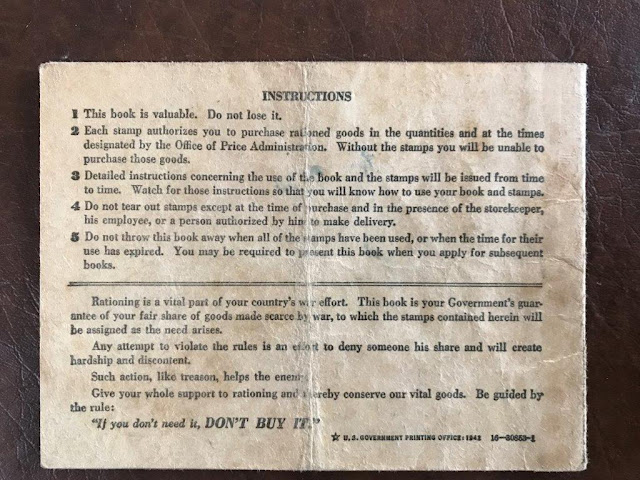 INSTRUCTIONS
1 This book is valuable. Do not lose it.
2 Each stamp authorizes you to purchase rationed goods in the quantities and at the times
designated by the Office of Price Administration. Without the stamps you will be unable to
purchase those goods.
3 Detailed instructions concerning the use of the book and the stamps will be issued from time
to time. Watch for those instructions so that you will know how to use your book and stamps.
4 Do not tear out stamps except at the time of purchase and in the presence of the storekeeper,
his employee, or a person authorized by him to make delivery.
5 Do not throw this book away when all of the stamps have been used, or when the time for their
use has expired. You may be required to present this book when you apply for subsequent
books.
Rationing is a vital part of your country's war effort. This book is your Government's guar-
antee of your fair share of goods made scarce by war, to which the stamps contained herein will
be assigned as the need arises.
Any attempt to violate the rules is an effort to deny someone his share and will create
hardship and discontent.
Such action, like treason, helps the enemy.
Give your whole support to rationing and thereby conserve our vital goods. Be guided by
the rule:
"If you don't need it, DON'T BUY IT."
☆ U. S. GOVERNMENT PRINTING OFFICE : 1942 16—30853-1